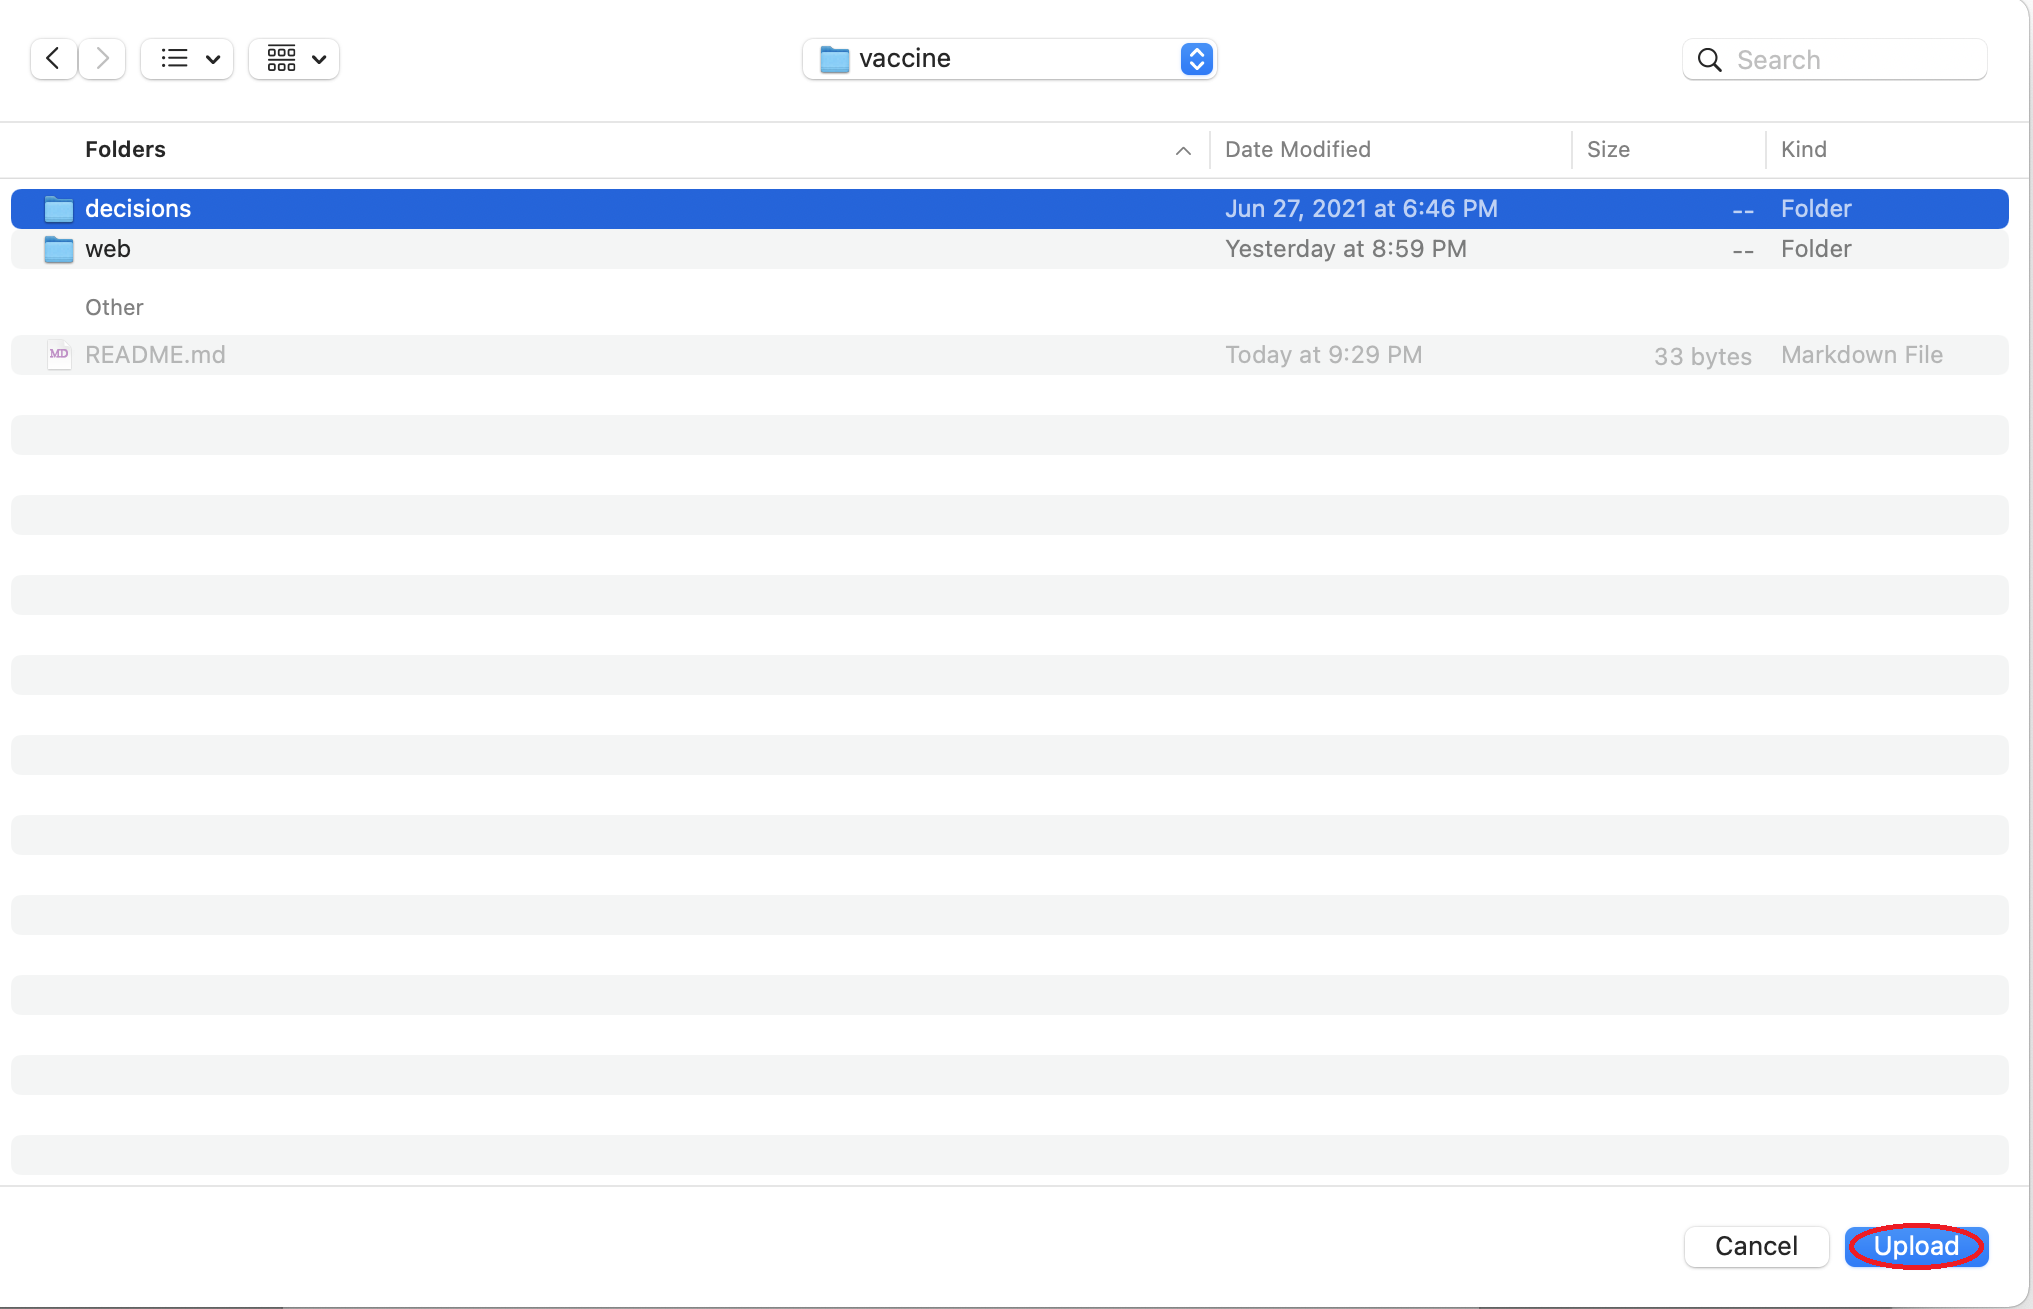 vaccine
Search
Folders Date Modified Size Kind
decisions Jun 27, 2021 at 6:46 PM -- Folder
web Yesterday at 8:59 PM -- Folder
Other
MD README.md Today at 9:29 PM 33 bytes Markdown File
Cancel Upload